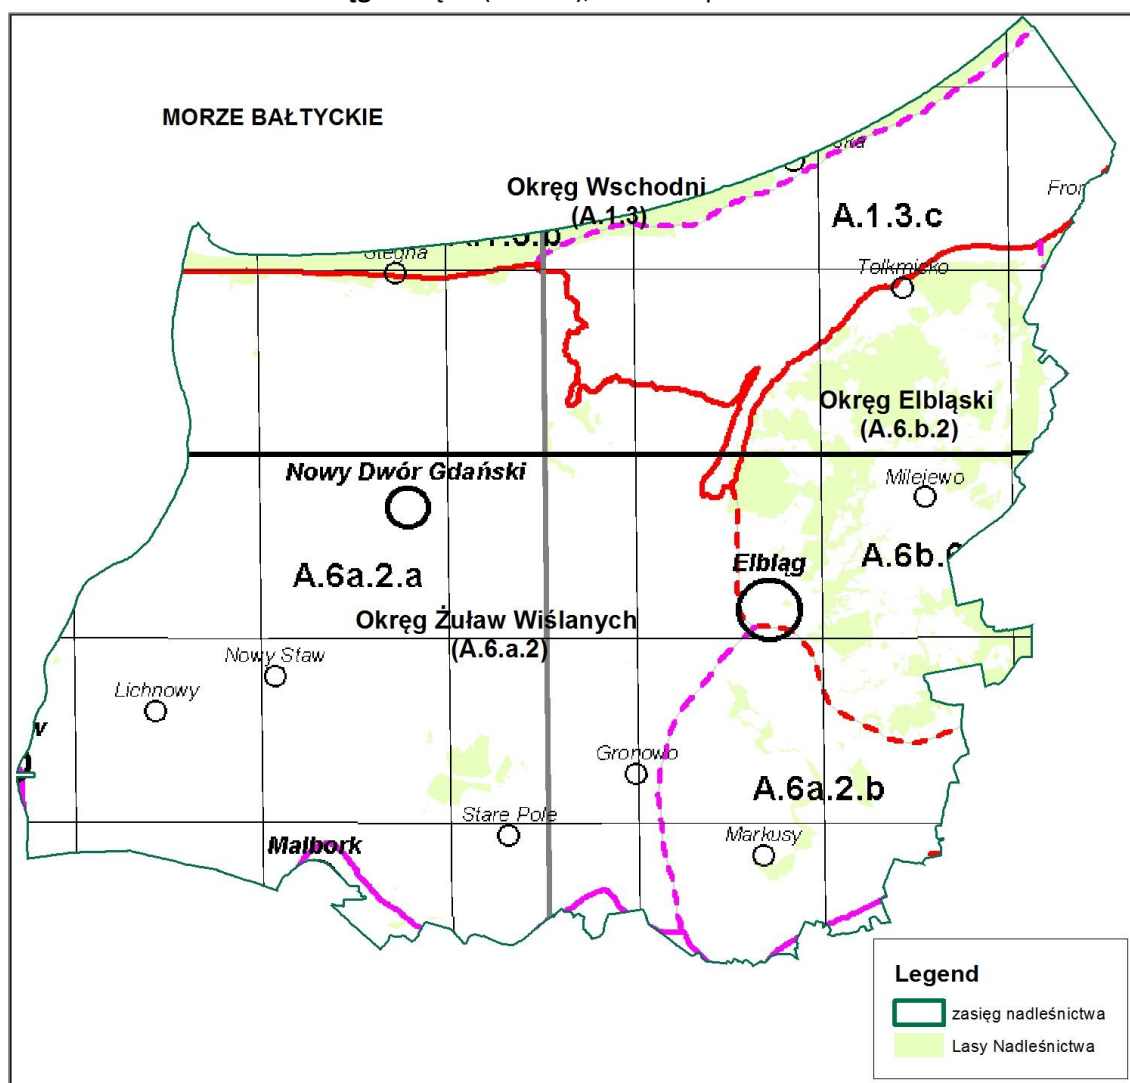 MORZE BAŁTYCKIE
Okręg Wschodni
(A.1.3)
A.1.3.c
Stegna
Tolkmicko
Okręg Elbląski
(A.6.b.2)
Nowy Dwór Gdański
Milejewo
A.6a.2.a
Elbląg
Okręg Żuław Wiślanych
(A.6.a.2)
Nowy Staw
Lichnowy
Gronowo
A.6a.2.b
Stare Pole
Markusy
Malbork
Legend
zasięg nadleśnictwa
Lasy Nadleśnictwa